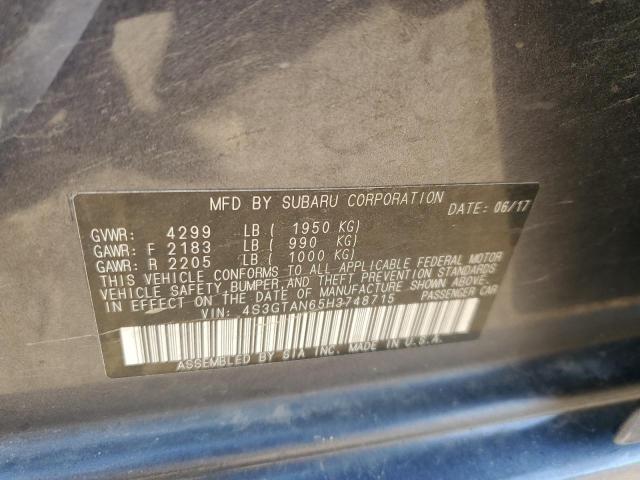 MFD BY SUBARU CORPORATION
DATE: 06/17
GVWR: 4299 LB ( 1950 KG)
GAWR: F 2183 LB ( 990 KG)
GAWR: R 2205 LB ( 1000 KG)
THIS VEHICLE CONFORMS TO ALL APPLICABLE FEDERAL MOTOR
VEHICLE SAFETY, BUMPER, AND THEFT PREVENTION STANDARDS
IN EFFECT ON THE DATE OF MANUFACTURE SHOWN ABOVE.
VIN: 4S3GTAN65H3748715 PASSENGER CAR
ASSEMBLED BY SIA INC. MADE IN U.S.A.